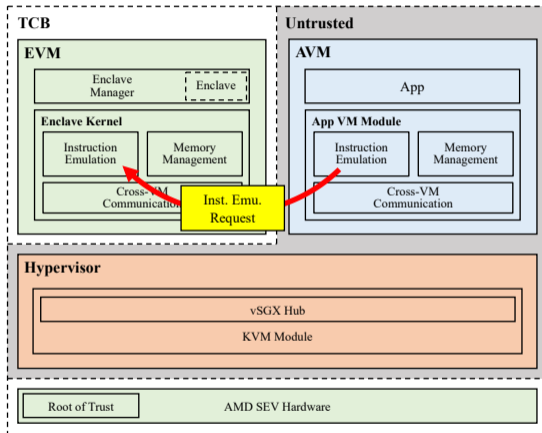 TCB
Untrusted
EVM
AVM
Enclave
Manager
Enclave
App
Enclave Kernel
App VM Module
Instruction
Emulation
Memory
Management
Instruction
Emulation
Memory
Management
Cross-VM
Communication
Inst. Emu.
Request
Cross-VM
Communication
Hypervisor
vSGX Hub
KVM Module
Root of Trust
AMD SEV Hardware